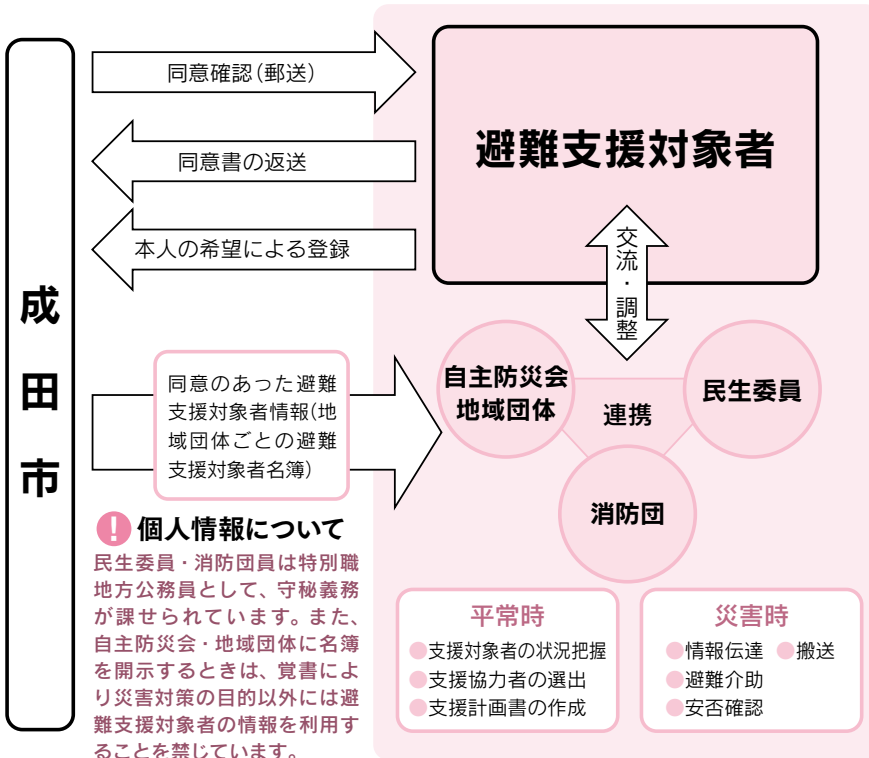 成田市
同意確認(郵送)
同意書の返送
本人の希望による登録
避難支援対象者
交流・調整
同意のあった避難
支援対象者情報(地
域団体ごとの避難
支援対象者名簿)
自主防災会
地域団体
連携
民生委員
消防団
! 個人情報について
民生委員・消防団員は特別職
地方公務員として、守秘義務
が課せられています。また、
自主防災会・地域団体に名簿
を開示するときは、覚書によ
り災害対策の目的以外には避
難支援対象者の情報を利用す
ることを禁じています。
平常時
●支援対象者の状況把握
●支援協力者の選出
●支援計画書の作成
災害時
●情報伝達 ●搬送
●避難介助
●安否確認